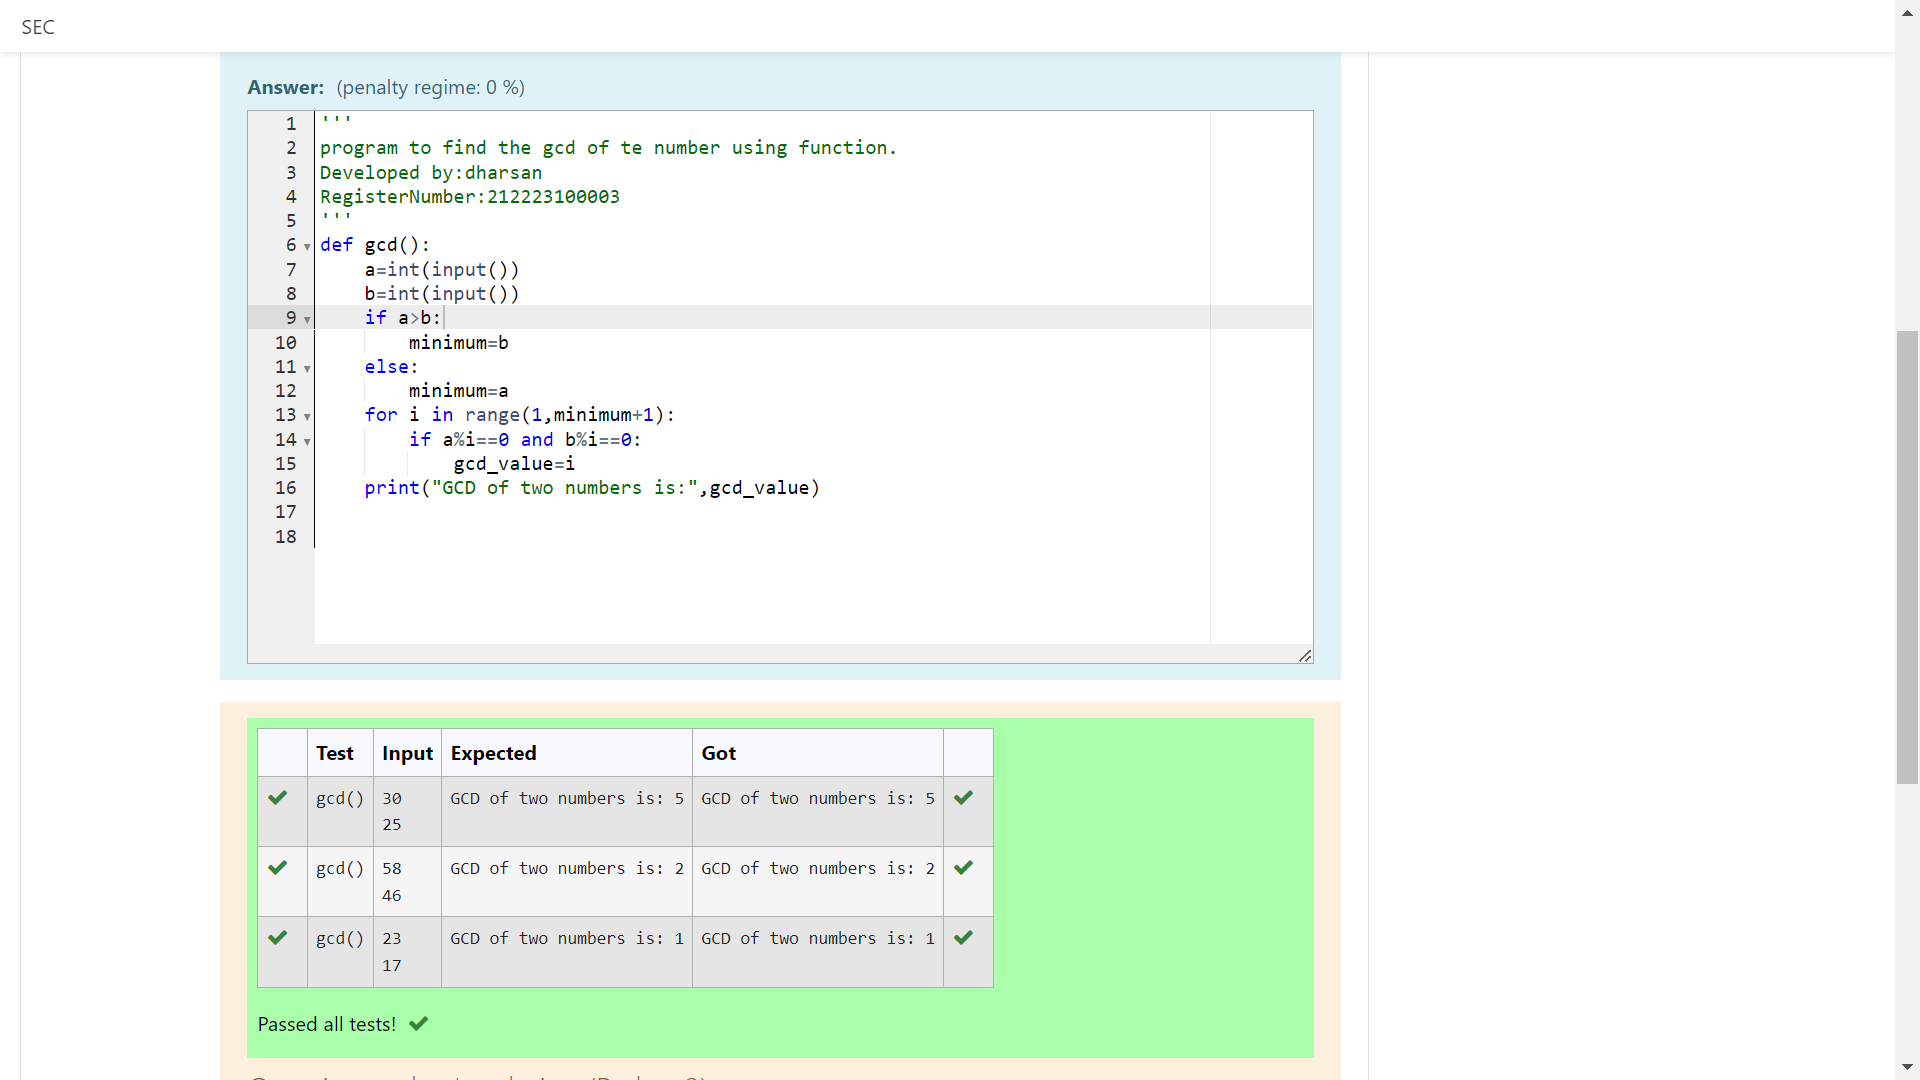 SEC
Answer: (penalty regime: 0 %)
1 '''
2 program to find the gcd of te number using function.
3 Developed by:dharsan
4 RegisterNumber:212223100003
5 '''
6 def gcd():
7     a=int(input())
8     b=int(input())
9     if a>b:
10         minimum=b
11     else:
12         minimum=a
13     for i in range(1,minimum+1):
14         if a%i==0 and b%i==0:
15             gcd_value=i
16     print("GCD of two numbers is:",gcd_value)
17
18
Test Input Expected Got
gcd() 30 GCD of two numbers is: 5 GCD of two numbers is: 5
25
gcd() 58 GCD of two numbers is: 2 GCD of two numbers is: 2
46
gcd() 23 GCD of two numbers is: 1 GCD of two numbers is: 1
17
Passed all tests!